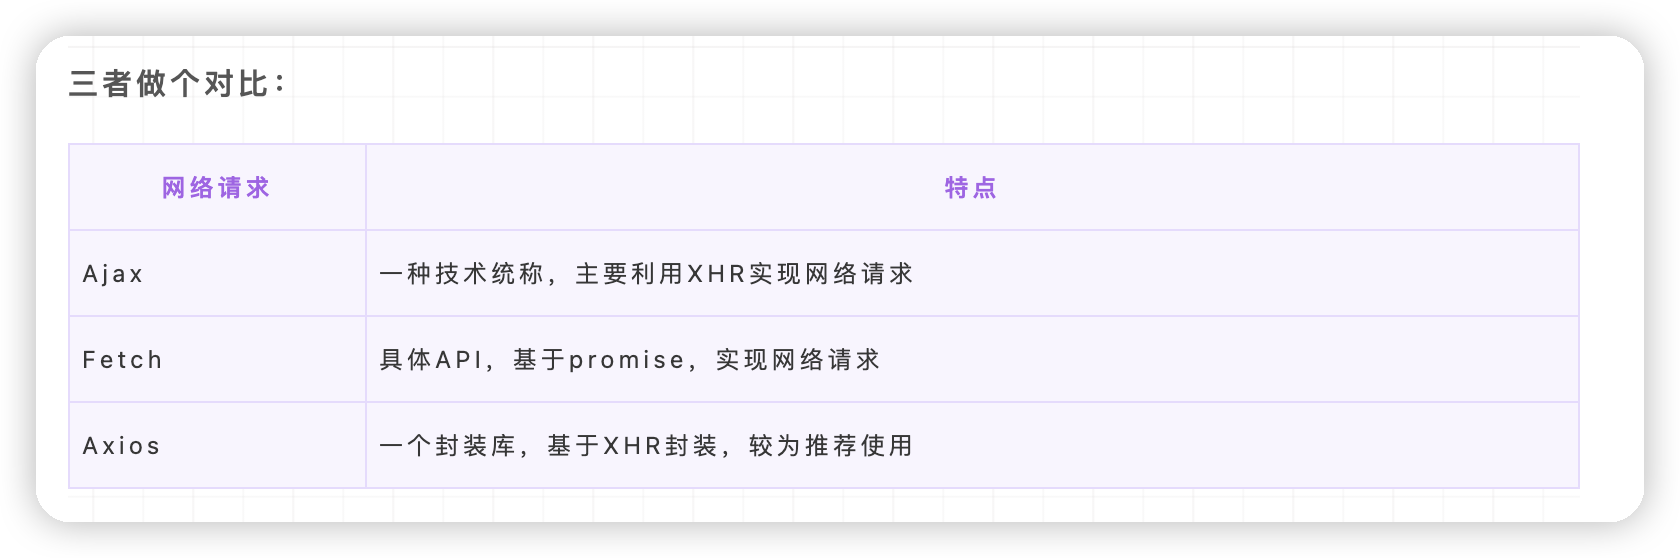 三者做个对比：
网络请求 特点
Ajax 一种技术统称，主要利用XHR实现网络请求
Fetch 具体API，基于promise，实现网络请求
Axios 一个封装库，基于XHR封装，较为推荐使用